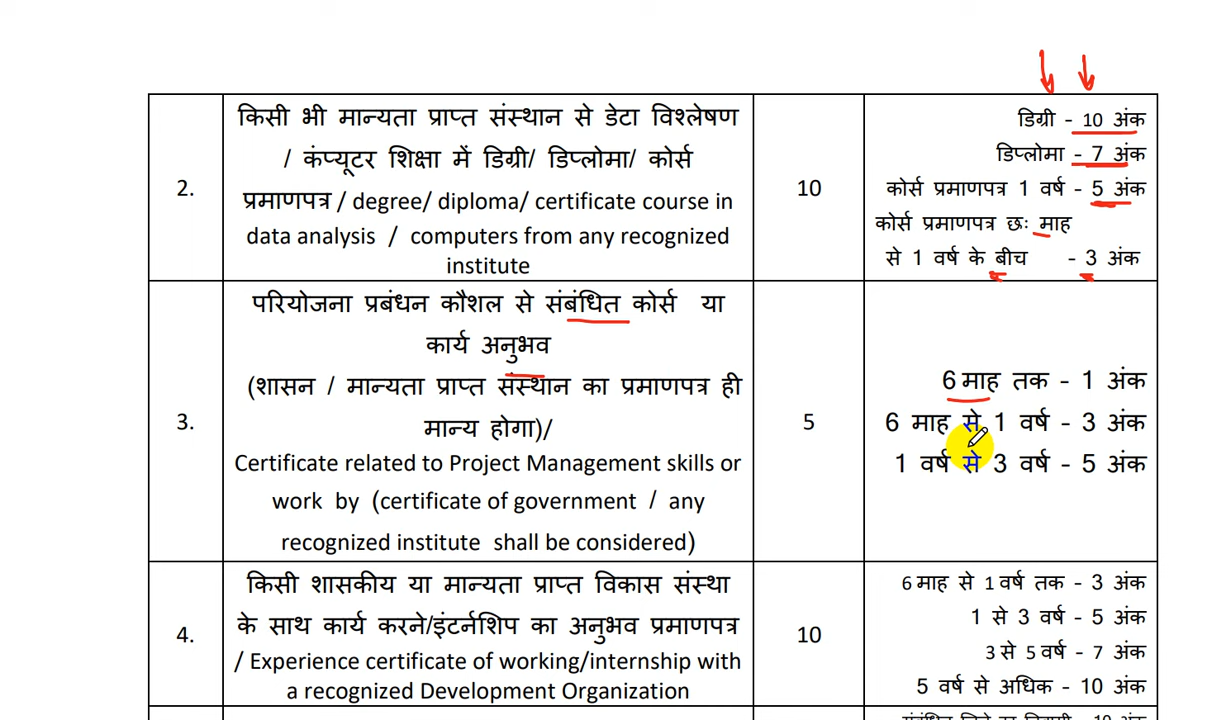 2.
किसी भी मान्यता प्राप्त संस्थान से डेटा विश्लेषण
/ कंप्यूटर शिक्षा में डिग्री/ डिप्लोमा/ कोर्स
प्रमाणपत्र / degree/ diploma/ certificate course in
data analysis / computers from any recognized
institute
10
डिग्री - 10 अंक
डिप्लोमा - 7 अंक
कोर्स प्रमाणपत्र 1 वर्ष - 5 अंक
कोर्स प्रमाणपत्र छः माह
से 1 वर्ष के बीच - 3 अंक
3.
परियोजना प्रबंधन कौशल से संबंधित कोर्स या
कार्य अनुभव
(शासन / मान्यता प्राप्त संस्थान का प्रमाणपत्र ही
मान्य होगा)/
Certificate related to Project Management skills or
work by (certificate of government / any
recognized institute shall be considered)
5
6 माह तक - 1 अंक
6 माह से 1 वर्ष - 3 अंक
1 वर्ष से 3 वर्ष - 5 अंक
4.
किसी शासकीय या मान्यता प्राप्त विकास संस्था
के साथ कार्य करने/इंटर्नशिप का अनुभव प्रमाणपत्र
/ Experience certificate of working/internship with
a recognized Development Organization
10
6 माह से 1 वर्ष तक - 3 अंक
1 से 3 वर्ष - 5 अंक
3 से 5 वर्ष - 7 अंक
5 वर्ष से अधिक - 10 अंक